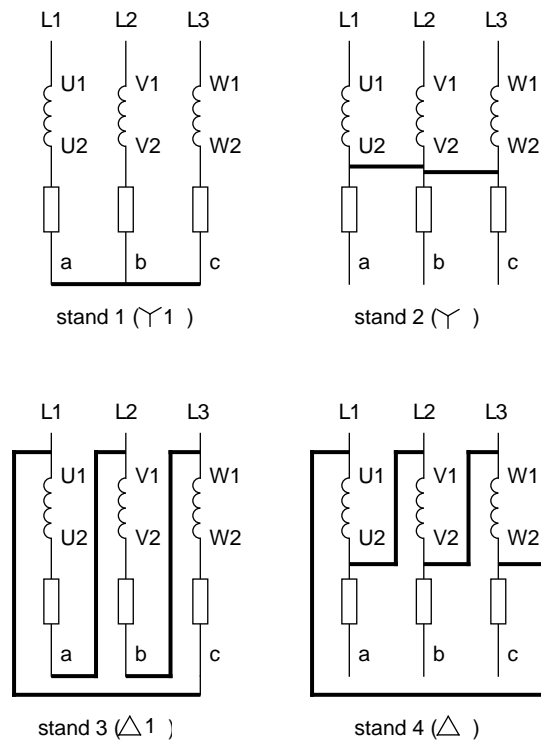 L1 L2 L3
U1 V1 W1
U2 V2 W2
a b c
stand 1 (Y1 )
L1 L2 L3
U1 V1 W1
U2 V2 W2
a b c
stand 2 (Y )
L1 L2 L3
U1 V1 W1
U2 V2 W2
a b c
stand 3 (△1 )
L1 L2 L3
U1 V1 W1
U2 V2 W2
a b c
stand 4 (△ )